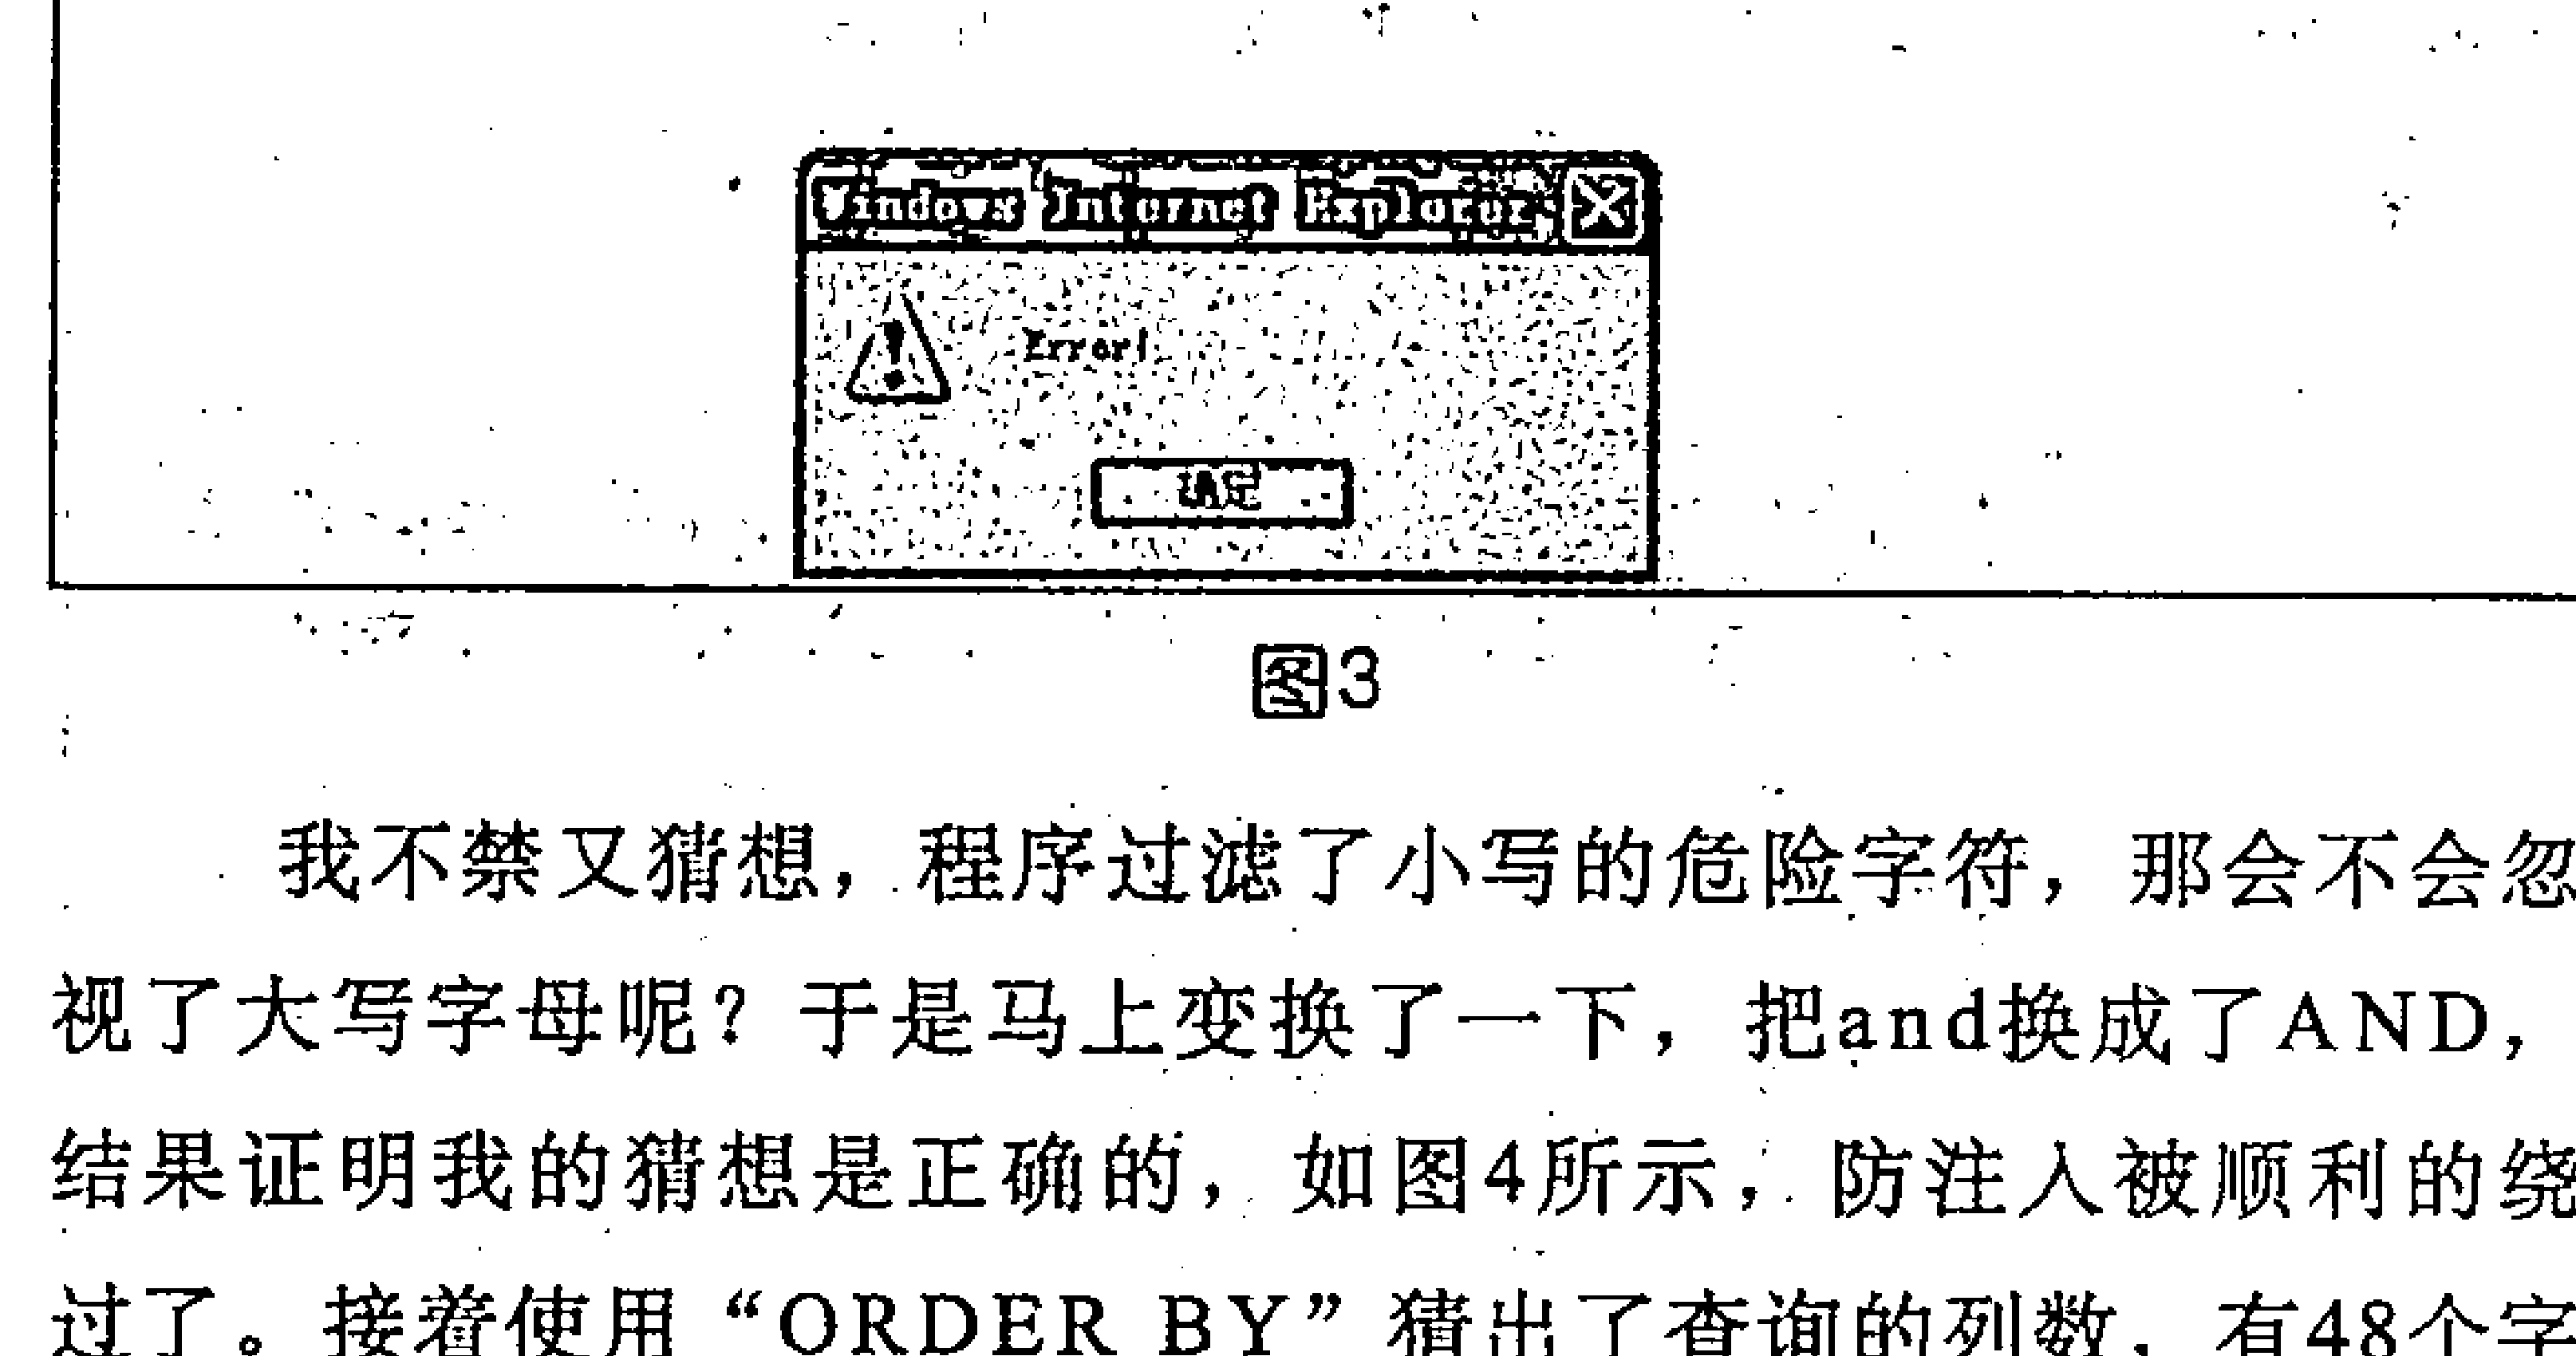 Windows Internet Explorer
Error!
确定
图3
我不禁又猜想，程序过滤了小写的危险字符，那会不会忽
视了大写字母呢？于是马上变换了一下，把and换成了AND，
结果证明我的猜想是正确的，如图4所示，防注入被顺利的绕
过了。接着使用“ORDER BY”猜出了查询的列数，有48个字